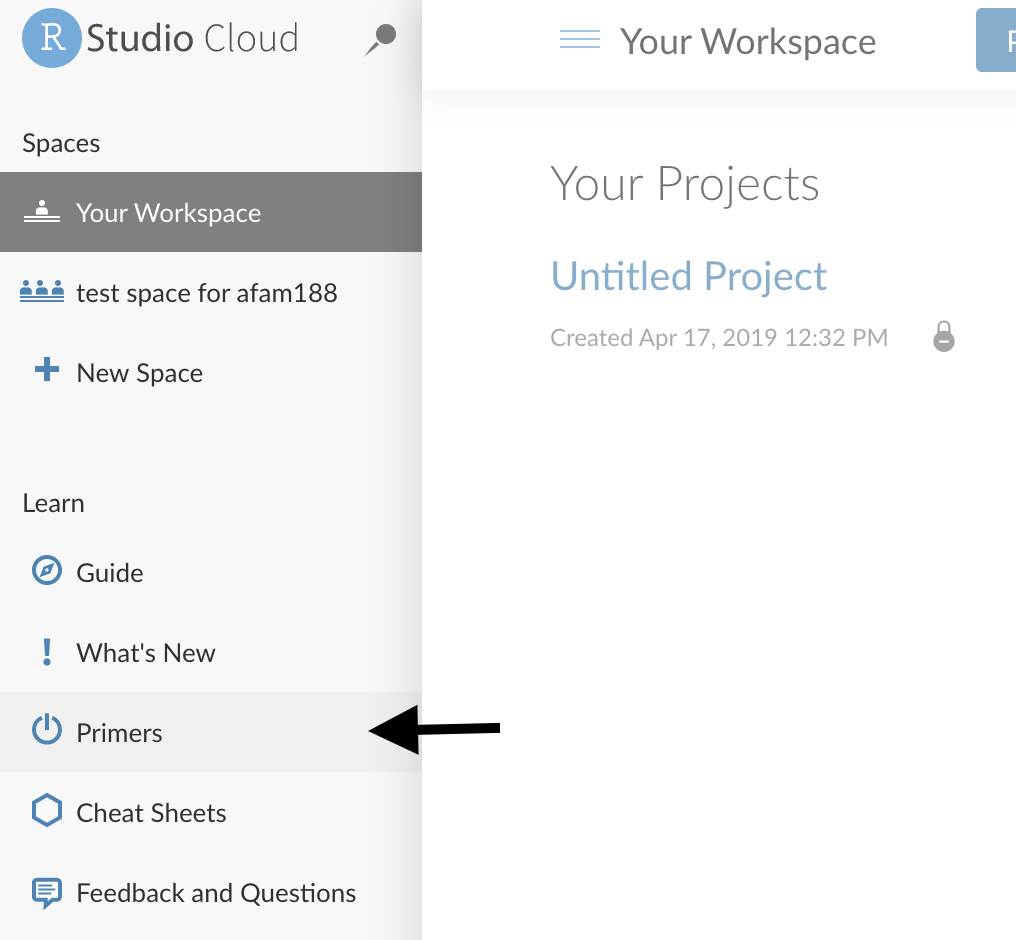 R Studio Cloud
Spaces
Your Workspace
test space for afam188
New Space
Learn
Guide
What's New
Primers
Cheat Sheets
Feedback and Questions
Your Workspace
Your Projects
Untitled Project
Created Apr 17, 2019 12:32 PM